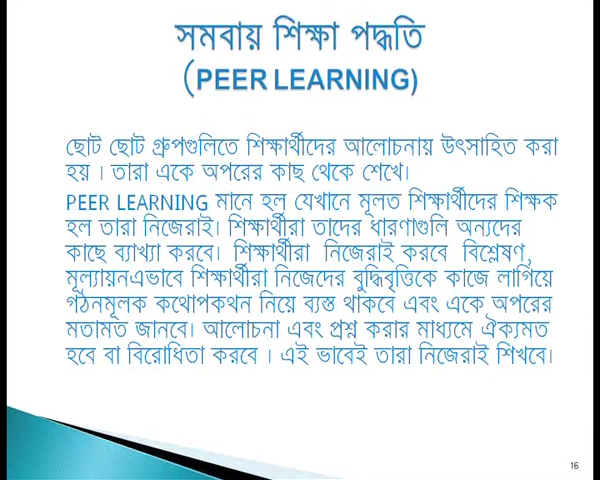 সমবায় শিক্ষা পদ্ধতি
(PEER LEARNING)
ছোট ছোট গ্রুপগুলিতে শিক্ষার্থীদের আলোচনায় উৎসাহিত করা
হয় । তারা একে অপরের কাছ থেকে শেখে।
PEER LEARNING মানে হল যেখানে মূলত শিক্ষার্থীদের শিক্ষক
হল তারা নিজেরাই। শিক্ষার্থীরা তাদের ধারণাগুলি অন্যদের
কাছে ব্যাখ্যা করবে। শিক্ষার্থীরা নিজেরাই করবে বিশ্লেষণ,
মূল্যায়নএভাবে শিক্ষার্থীরা নিজেদের বুদ্ধিবৃত্তিকে কাজে লাগিয়ে
গঠনমূলক কথোপকথন নিয়ে ব্যস্ত থাকবে এবং একে অপরের
মতামত জানবে। আলোচনা এবং প্রশ্ন করার মাধ্যমে ঐক্যমত
হবে বা বিরোধিতা করবে । এই ভাবেই তারা নিজেরাই শিখবে।
16